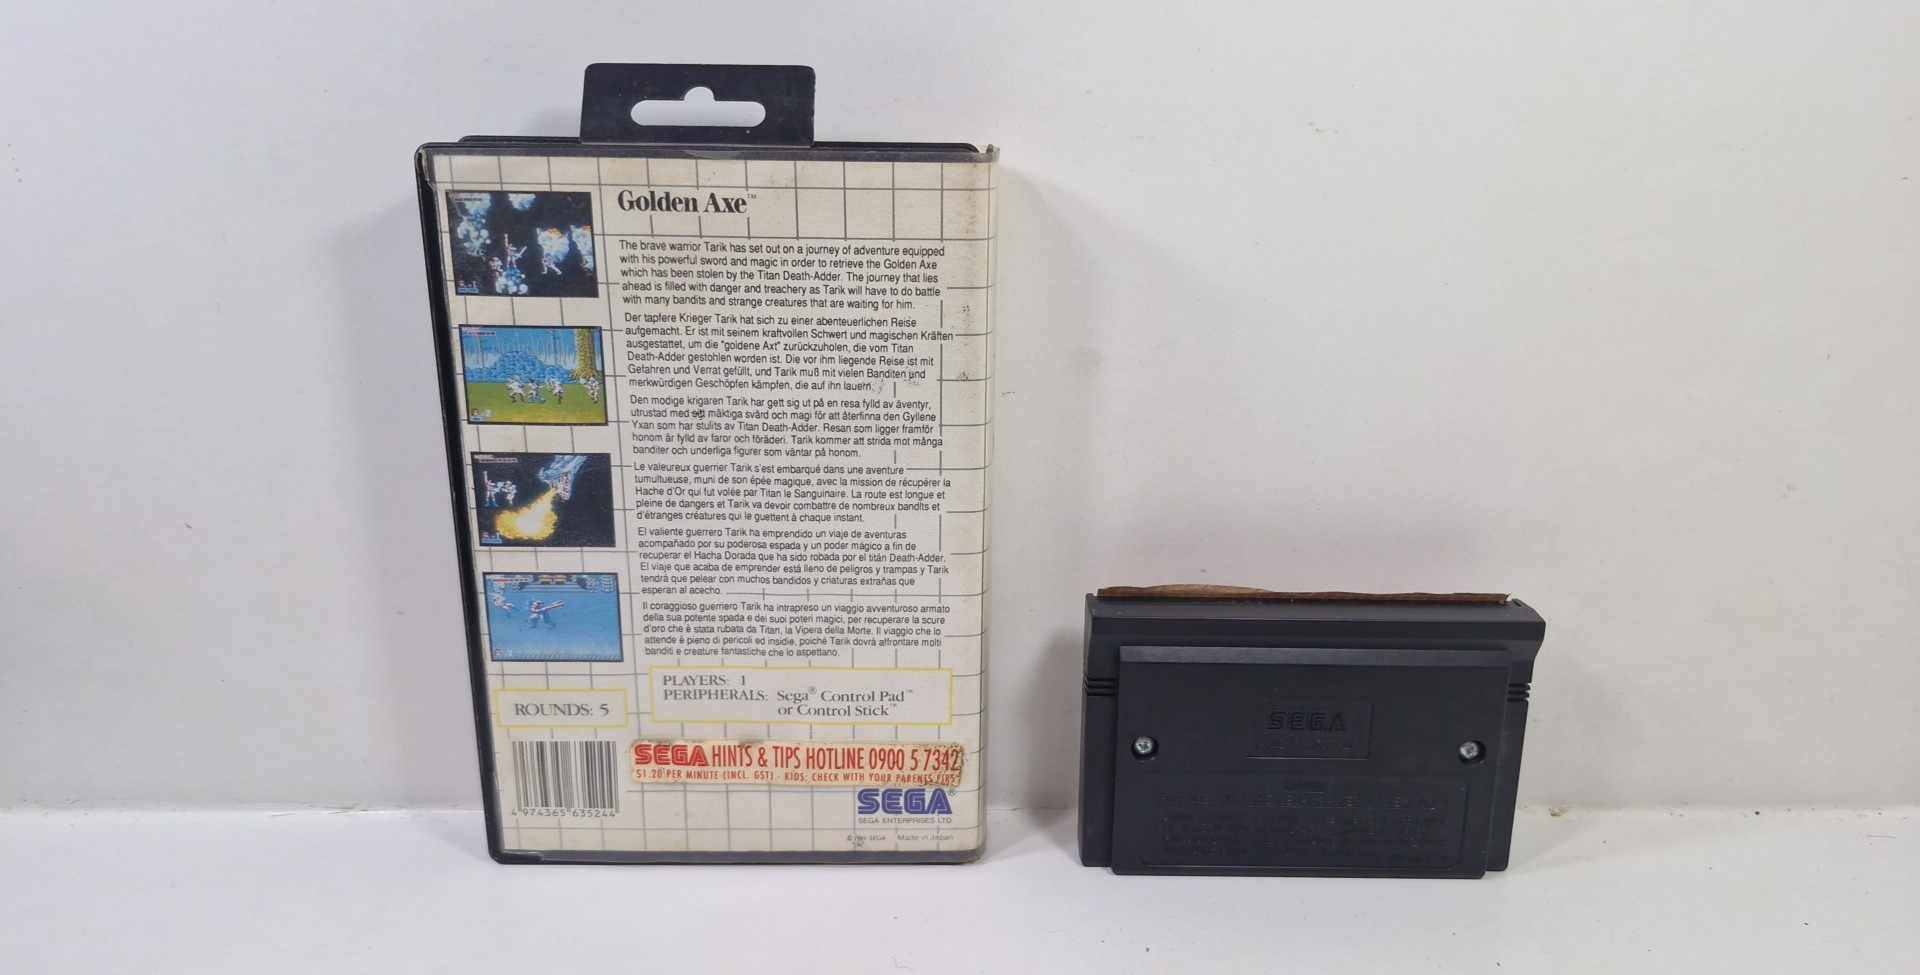 Golden Axe™
The brave warrior Tarik has set out on a journey of adventure equipped
with his powerful sword and magic in order to retrieve the Golden Axe
which has been stolen by the Titan Death-Adder. The journey that lies
ahead is filled with danger and treachery as Tarik will have to do battle
with many bandits and strange creatures that are waiting for him.
Der tapfere Krieger Tarik hat sich zu einer abenteuerlichen Reise
aufgemacht. Er ist mit seinem kraftvollen Schwert und magischen Kräften
ausgestattet, um die "goldene Axt" zurückzuholen, die vom Titan
Death-Adder gestohlen worden ist. Die vor ihm liegende Reise ist mit
Gefahren und Verrat gefüllt, und Tarik muß mit vielen Banditen und
merkwürdigen Geschöpfen kämpfen, die auf ihn lauern.
Den modige krigaren Tarik har gett sig ut på en resa fylld av äventyr,
utrustad med sitt mäktiga svärd och magi för att återfinna den Gyllene
Yxan som har stulits av Titan Death-Adder. Resan som ligger framför
honom är fylld av faror och föräderi. Tarik kommer att strida mot många
banditer och underliga figurer som väntar på honom.
Le valeureux guerrier Tarik s'est embarqué dans une aventure
tumultueuse, muni de son épée magique, avec la mission de récupérer la
Hache d'Or qui fut volée par Titan le Sanguinaire. La route est longue et
pleine de dangers et Tarik va devoir combattre de nombreux bandits et
d'étranges créatures qui le guettent à chaque instant.
El valiente guerrero Tarik ha emprendido un viaje de aventuras
acompañado por su poderosa espada y un poder mágico a fin de
recuperar el Hacha Dorada que ha sido robada por el titán Death-Adder.
El viaje que acaba de emprender está lleno de peligros y trampas y Tarik
tendrá que pelear con muchos bandidos y criaturas extrañas que
esperan al acecho.
Il coraggioso guerriero Tarik ha intrapreso un viaggio avventuroso armato
della sua potente spada e dei suoi poteri magici, per recuperare la scure
d'oro che è stata rubata da Titan, la Vipera della Morte. Il viaggio che lo
attende è pieno di pericoli ed insidie, poiché Tarik dovrà affrontare molti
banditi e creature fantastiche che lo aspettano.
PLAYERS: 1
PERIPHERALS: Sega® Control Pad™
or Control Stick™
ROUNDS: 5
SEGA HINTS & TIPS HOTLINE 0900 5 7342
$1.20 PER MINUTE (INCL. GST) - KIDS, CHECK WITH YOUR PARENTS FIRST
4 974365 635244
SEGA®
SEGA ENTERPRISES LTD
SEGA Made in Japan
SEGA